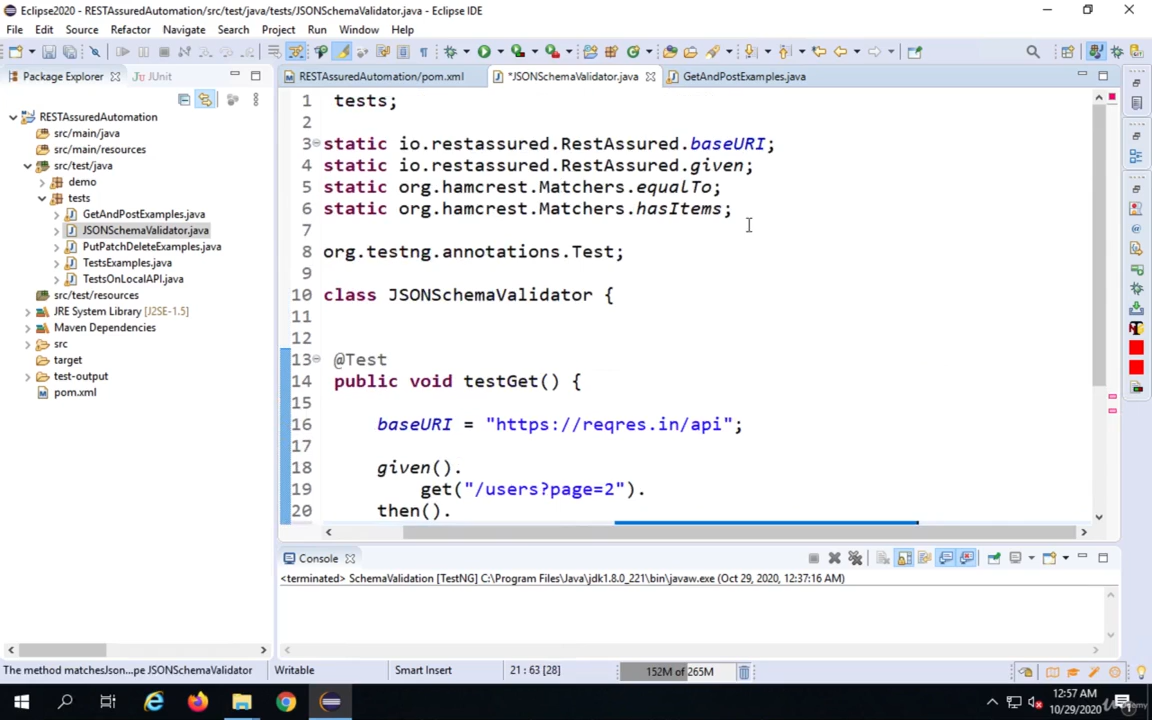 Eclipse2020 - RESTAssuredAutomation/src/test/java/tests/JSONSchemaValidator.java - Eclipse IDE
File Edit Source Refactor Navigate Search Project Run Window Help
Package Explorer JUnit
RESTAssuredAutomation/pom.xml *JSONSchemaValidator.java GetAndPostExamples.java
RESTAssuredAutomation
src/main/java
src/main/resources
src/test/java
demo
tests
GetAndPostExamples.java
JSONSchemaValidator.java
PutPatchDeleteExamples.java
TestsExamples.java
TestsOnLocalAPI.java
src/test/resources
JRE System Library [J2SE-1.5]
Maven Dependencies
src
target
test-output
pom.xml
1 tests;
2
3 static io.restassured.RestAssured.baseURI;
4 static io.restassured.RestAssured.given;
5 static org.hamcrest.Matchers.equalTo;
6 static org.hamcrest.Matchers.hasItems;
7
8 org.testng.annotations.Test;
9
10 class JSONSchemaValidator {
11
12
13 @Test
14 public void testGet() {
15
16 baseURI = "https://reqres.in/api";
17
18 given().
19 get("/users?page=2").
20 then().
Console
<terminated> SchemaValidation [TestNG] C:\Program Files\Java\jdk1.8.0_221\bin\javaw.exe (Oct 29, 2020, 12:37:16 AM)
The method matchesJson...pe JSONSchemaValidator Writable Smart Insert 21 : 63 [28] 152M of 265M
12:57 AM
10/29/2020